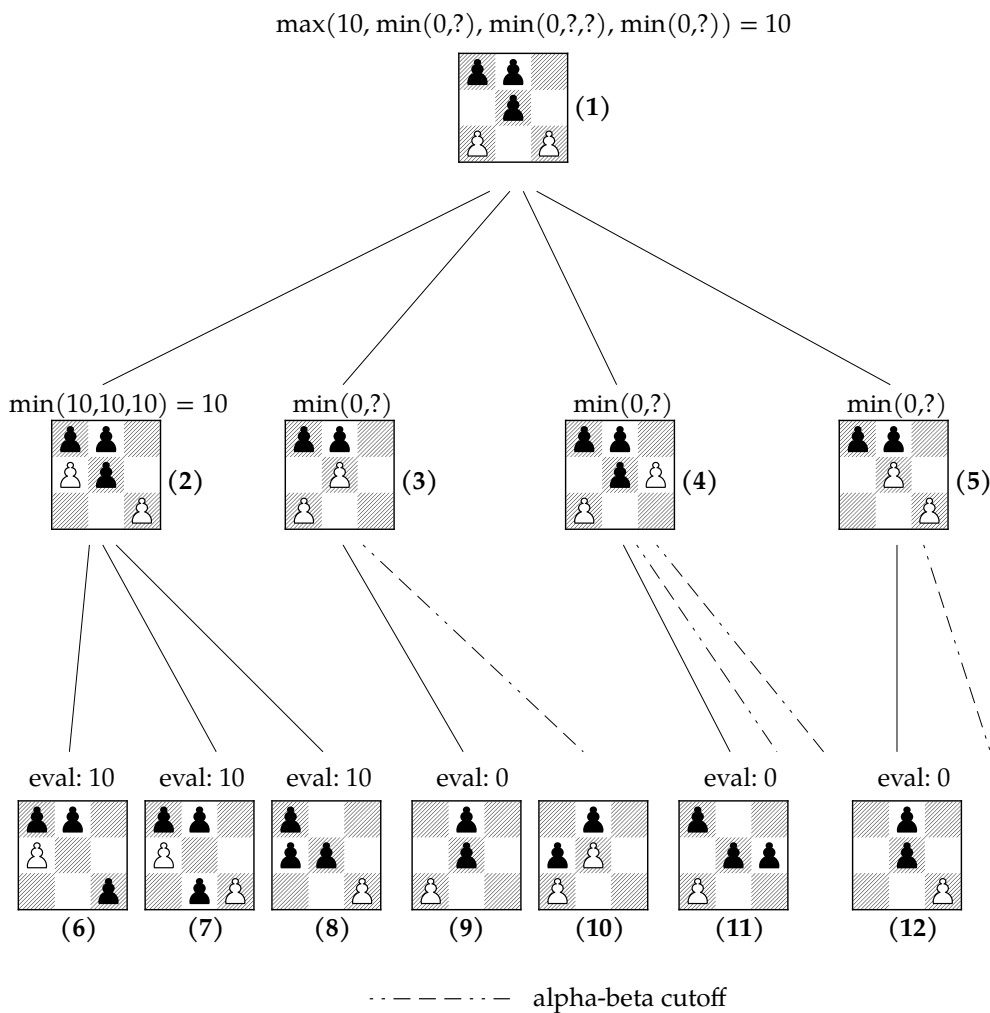 max(10, min(0,?), min(0,?,?), min(0,?)) = 10
(1)
min(10,10,10) = 10
min(0,?)
min(0,?)
min(0,?)
(2)
(3)
(4)
(5)
eval: 10
eval: 10
eval: 10
eval: 0
eval: 0
eval: 0
(6)
(7)
(8)
(9)
(10)
(11)
(12)
alpha-beta cutoff